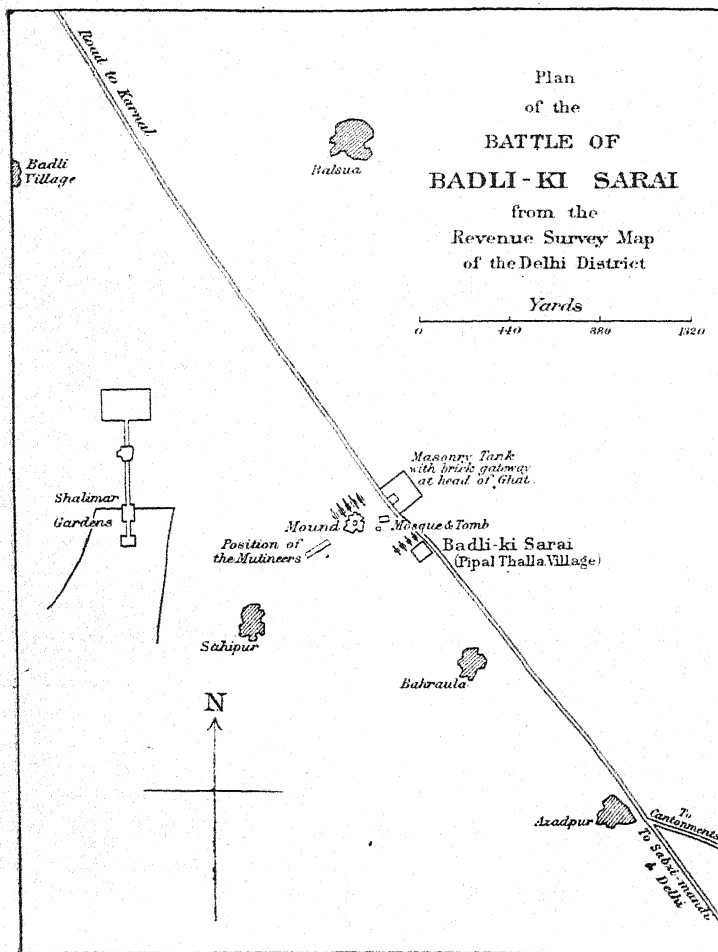 Plan
of the
BATTLE OF
BADLI-KI SARAI
from the
Revenue Survey Map
of the Delhi District
Yards
0 440 880 1320
Road to Karnal.
Badli
Village
Ralsua
Masonry Tank
with brick gateway
at head of Ghat.
Shalimar
Gardens
Mound
Mosque & Tomb
Position of
the Mutineers
Badli-ki Sarai
(Pipal Thalla Village)
Sahipur
Bahraula
N
Azadpur
To
Cantonments
To Sabzi-mandi
& Delhi